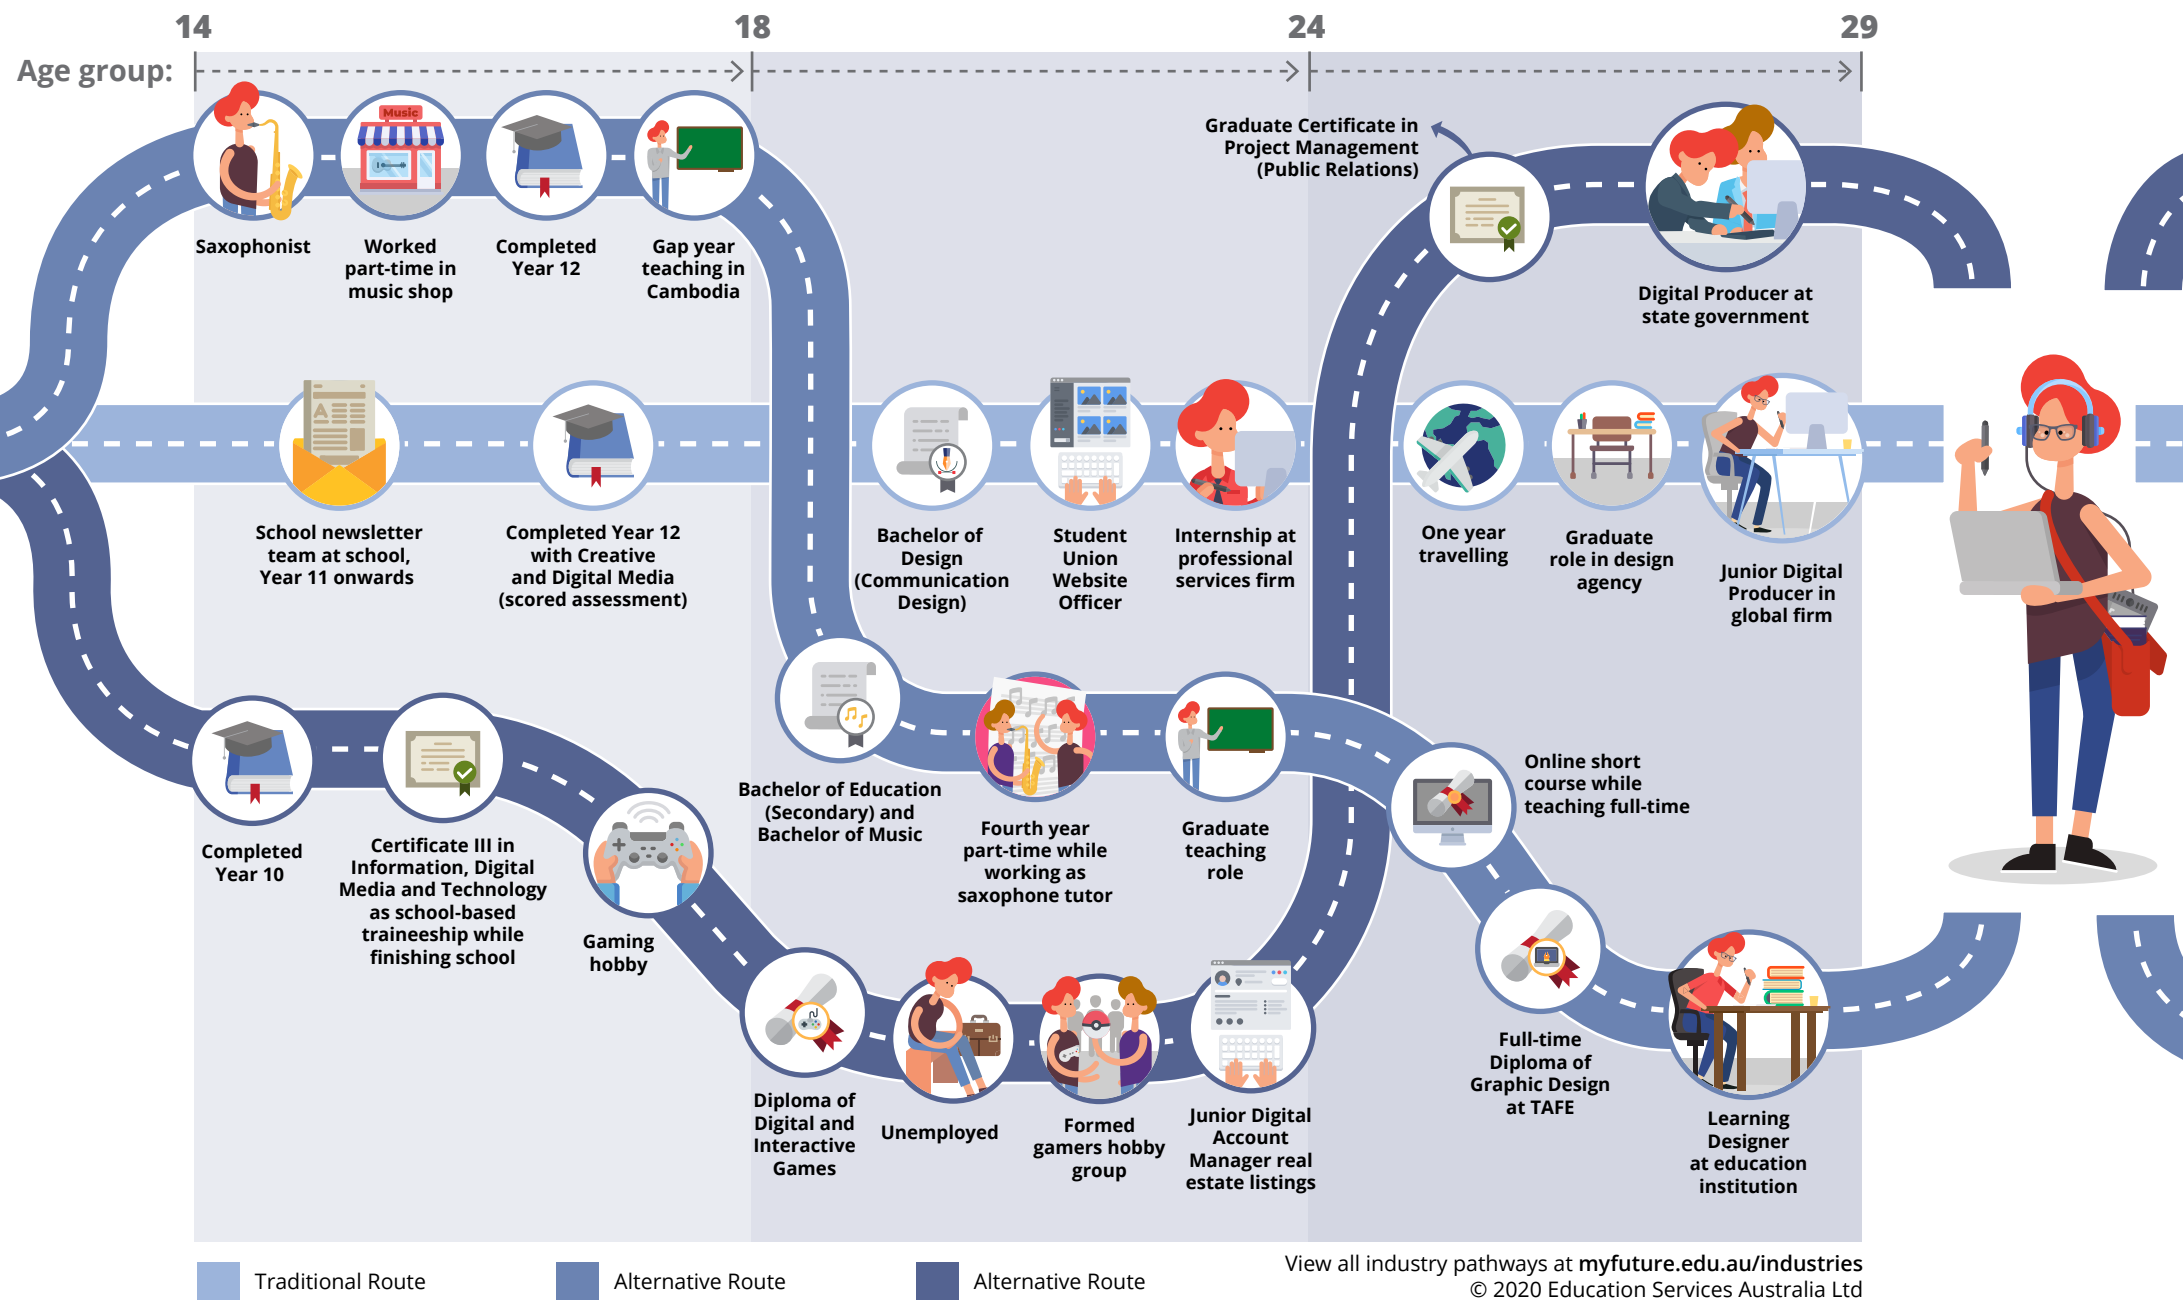 14
18
24
29
Age group:
Music
Saxophonist
Worked
part-time in
music shop
Completed
Year 12
Gap year
teaching in
Cambodia
Graduate Certificate in
Project Management
(Public Relations)
Digital Producer at
state government
A
School newsletter
team at school,
Year 11 onwards
Completed Year 12
with Creative
and Digital Media
(scored assessment)
Bachelor of
Design
(Communication
Design)
Student
Union
Website
Officer
Internship at
professional
services firm
One year
travelling
Graduate
role in design
agency
Junior Digital
Producer in
global firm
Completed
Year 10
Certificate III in
Information, Digital
Media and Technology
as school-based
traineeship while
finishing school
Gaming
hobby
Bachelor of Education
(Secondary) and
Bachelor of Music
Fourth year
part-time while
working as
saxophone tutor
Graduate
teaching
role
Online short
course while
teaching full-time
Diploma of
Digital and
Interactive
Games
Unemployed
Formed
gamers hobby
group
Junior Digital
Account
Manager real
estate listings
Full-time
Diploma of
Graphic Design
at TAFE
Learning
Designer
at education
institution
Traditional Route
Alternative Route
Alternative Route
View all industry pathways at myfuture.edu.au/industries
© 2020 Education Services Australia Ltd